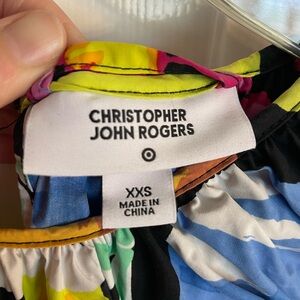 CHRISTOPHER
JOHN ROGERS
XXS
MADE IN
CHINA